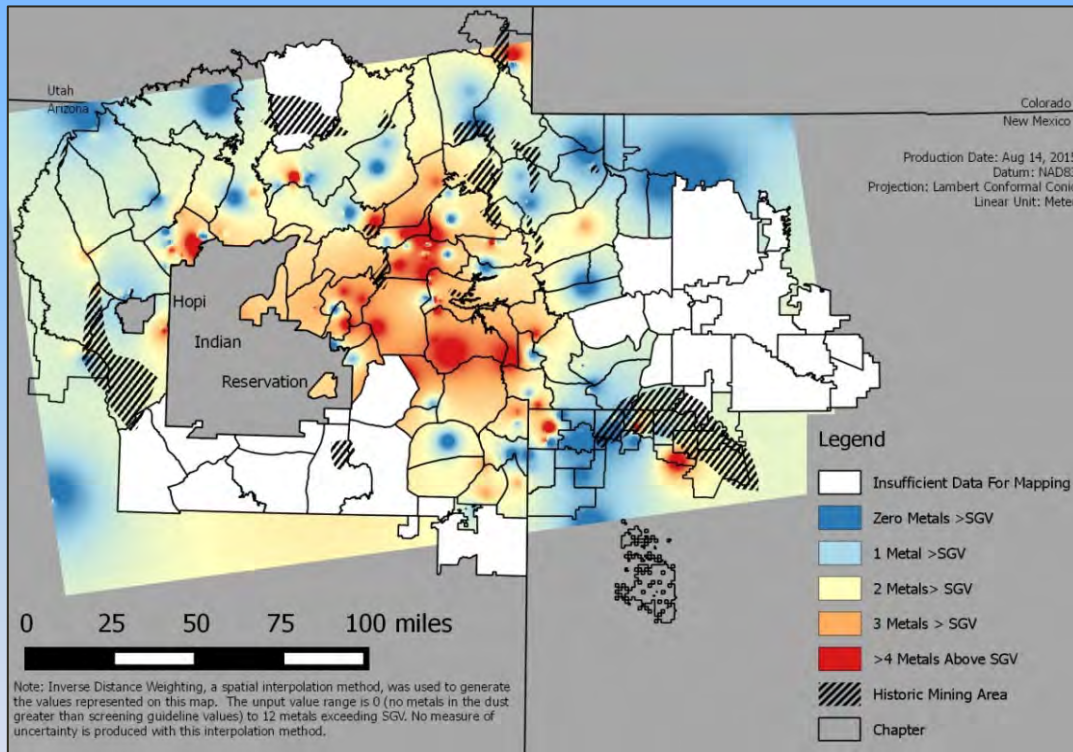 Utah
Arizona
Colorado
New Mexico
Production Date: Aug 14, 2015
Datum: NAD83
Projection: Lambert Conformal Conic
Linear Unit: Meter
Hopi
Indian
Reservation
Legend
Insufficient Data For Mapping
Zero Metals >SGV
1 Metal >SGV
2 Metals> SGV
3 Metals > SGV
>4 Metals Above SGV
Historic Mining Area
Chapter
0 25 50 75 100 miles
Note: Inverse Distance Weighting, a spatial interpolation method, was used to generate
the values represented on this map. The unput value range is 0 (no metals in the dust
greater than screening guideline values) to 12 metals exceeding SGV. No measure of
uncertainty is produced with this interpolation method.